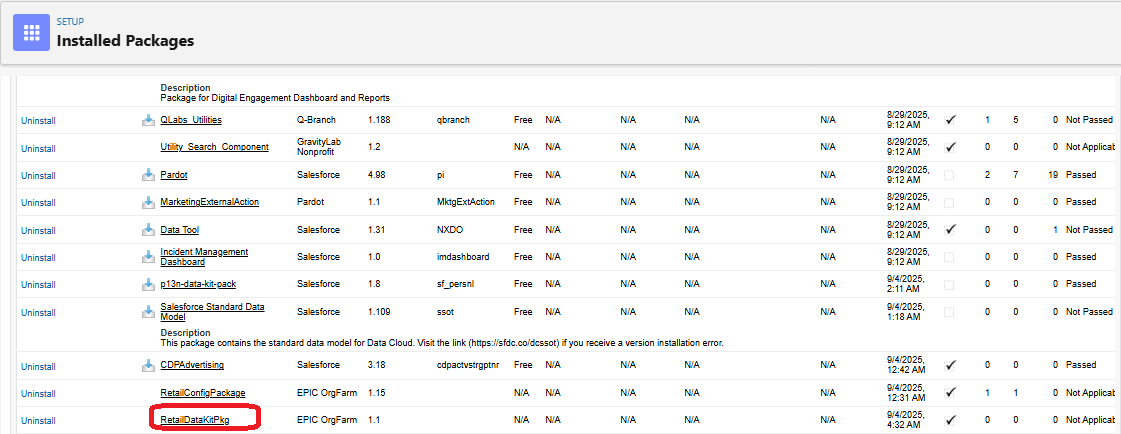 SETUP
Installed Packages
Description
Package for Digital Engagement Dashboard and Reports
Uninstall QLabs_Utilities Q-Branch 1.188 qbranch Free N/A N/A N/A N/A 8/29/2025, 9:12 AM 1 5 0 Not Passed
Uninstall Utility_Search_Component GravityLab Nonprofit 1.2 N/A N/A N/A N/A N/A 8/29/2025, 9:12 AM 0 0 0 Not Applicab
Uninstall Pardot Salesforce 4.98 pi Free N/A N/A N/A N/A 8/29/2025, 9:12 AM 2 7 19 Passed
Uninstall MarketingExternalAction Pardot 1.1 MktgExtAction Free N/A N/A N/A N/A 8/29/2025, 9:12 AM 0 0 0 Passed
Uninstall Data Tool Salesforce 1.31 NXDO Free N/A N/A N/A N/A 8/29/2025, 9:12 AM 0 0 1 Not Passed
Uninstall Incident Management Dashboard Salesforce 1.0 imdashboard Free N/A N/A N/A N/A 8/29/2025, 9:12 AM 0 0 0 Passed
Uninstall p13n-data-kit-pack Salesforce 1.8 sf_persnl Free N/A N/A N/A N/A 9/4/2025, 2:11 AM 0 0 0 Passed
Uninstall Salesforce Standard Data Model Salesforce 1.109 ssot Free N/A N/A N/A N/A 9/4/2025, 1:18 AM 0 0 0 Not Passed
Description
This package contains the standard data model for Data Cloud. Visit the link (https://sfdc.co/dcssot) if you receive a version installation error.
Uninstall CDPAdvertising Salesforce 3.18 cdpactvstrgptnr Free N/A N/A N/A N/A 9/4/2025, 12:42 AM 0 0 0 Passed
Uninstall RetailConfigPackage EPIC OrgFarm 1.15 N/A N/A N/A N/A N/A 9/4/2025, 12:31 AM 1 1 0 Not Applicab
Uninstall RetailDataKitPkg EPIC OrgFarm 1.1 N/A N/A N/A N/A N/A 9/4/2025, 4:32 AM 0 0 0 Not Applicab